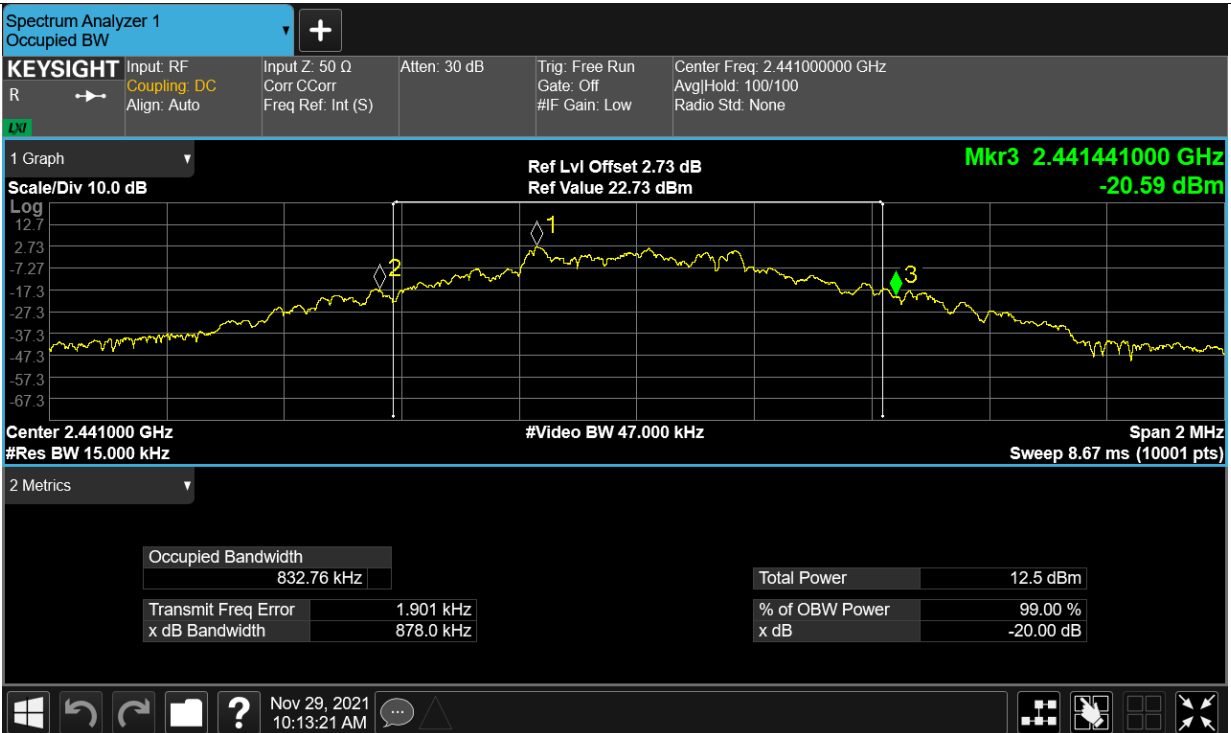 Spectrum Analyzer 1
Occupied BW
+
KEYSIGHT
R
LXI
Input: RF
Coupling: DC
Align: Auto
Input Z: 50 Ω
Corr CCorr
Freq Ref: Int (S)
Atten: 30 dB
Trig: Free Run
Gate: Off
#IF Gain: Low
Center Freq: 2.441000000 GHz
Avg|Hold: 100/100
Radio Std: None
1 Graph
Scale/Div 10.0 dB
Ref Lvl Offset 2.73 dB
Ref Value 22.73 dBm
Mkr3 2.441441000 GHz
-20.59 dBm
Log
12.7
2.73
-7.27
-17.3
-27.3
-37.3
-47.3
-57.3
-67.3
1
2
3
Center 2.441000 GHz
#Video BW 47.000 kHz
Span 2 MHz
#Res BW 15.000 kHz
Sweep 8.67 ms (10001 pts)
2 Metrics
Occupied Bandwidth
832.76 kHz
Transmit Freq Error 1.901 kHz
x dB Bandwidth 878.0 kHz
Total Power 12.5 dBm
% of OBW Power 99.00 %
x dB -20.00 dB
?
Nov 29, 2021
10:13:21 AM